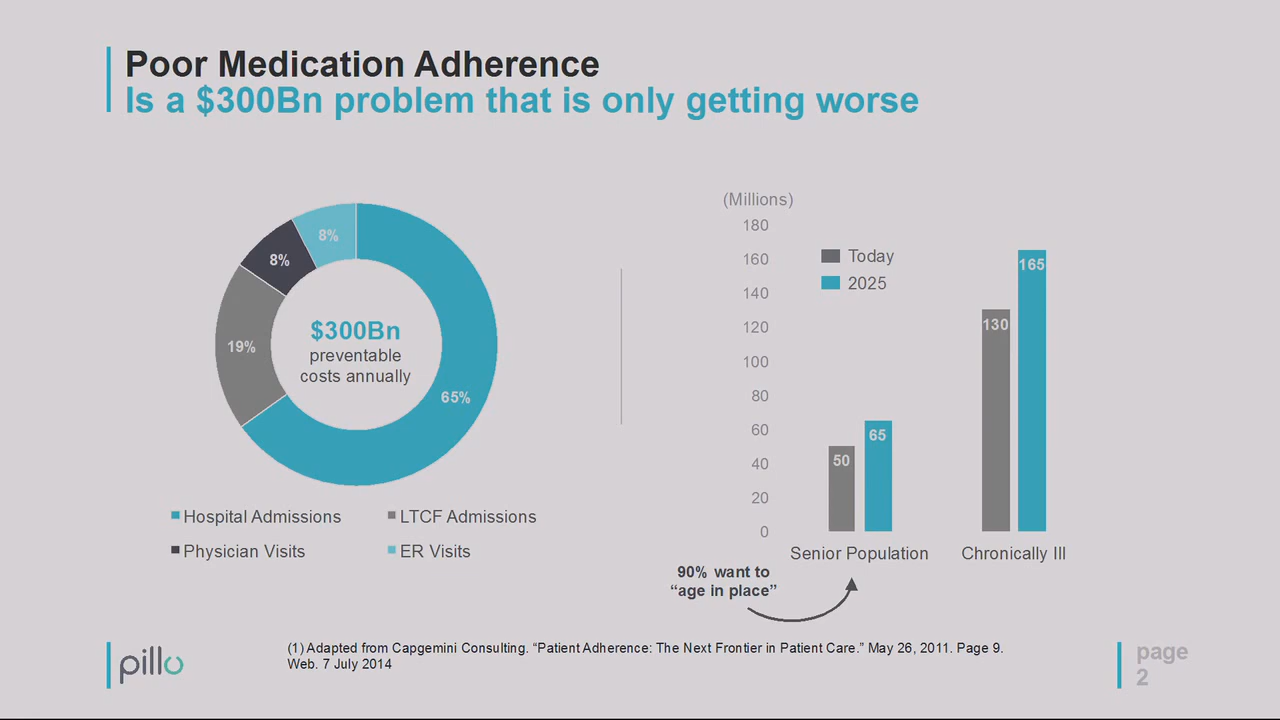 Poor Medication Adherence
Is a $300Bn problem that is only getting worse
8%
8%
19%
65%
$300Bn
preventable
costs annually
Hospital Admissions
LTCF Admissions
Physician Visits
ER Visits
(Millions)
180
160
140
120
100
80
60
40
20
0
Today
2025
50
65
130
165
Senior Population
Chronically Ill
90% want to
“age in place”
pillo
(1) Adapted from Capgemini Consulting. “Patient Adherence: The Next Frontier in Patient Care.” May 26, 2011. Page 9.
Web. 7 July 2014
page
2